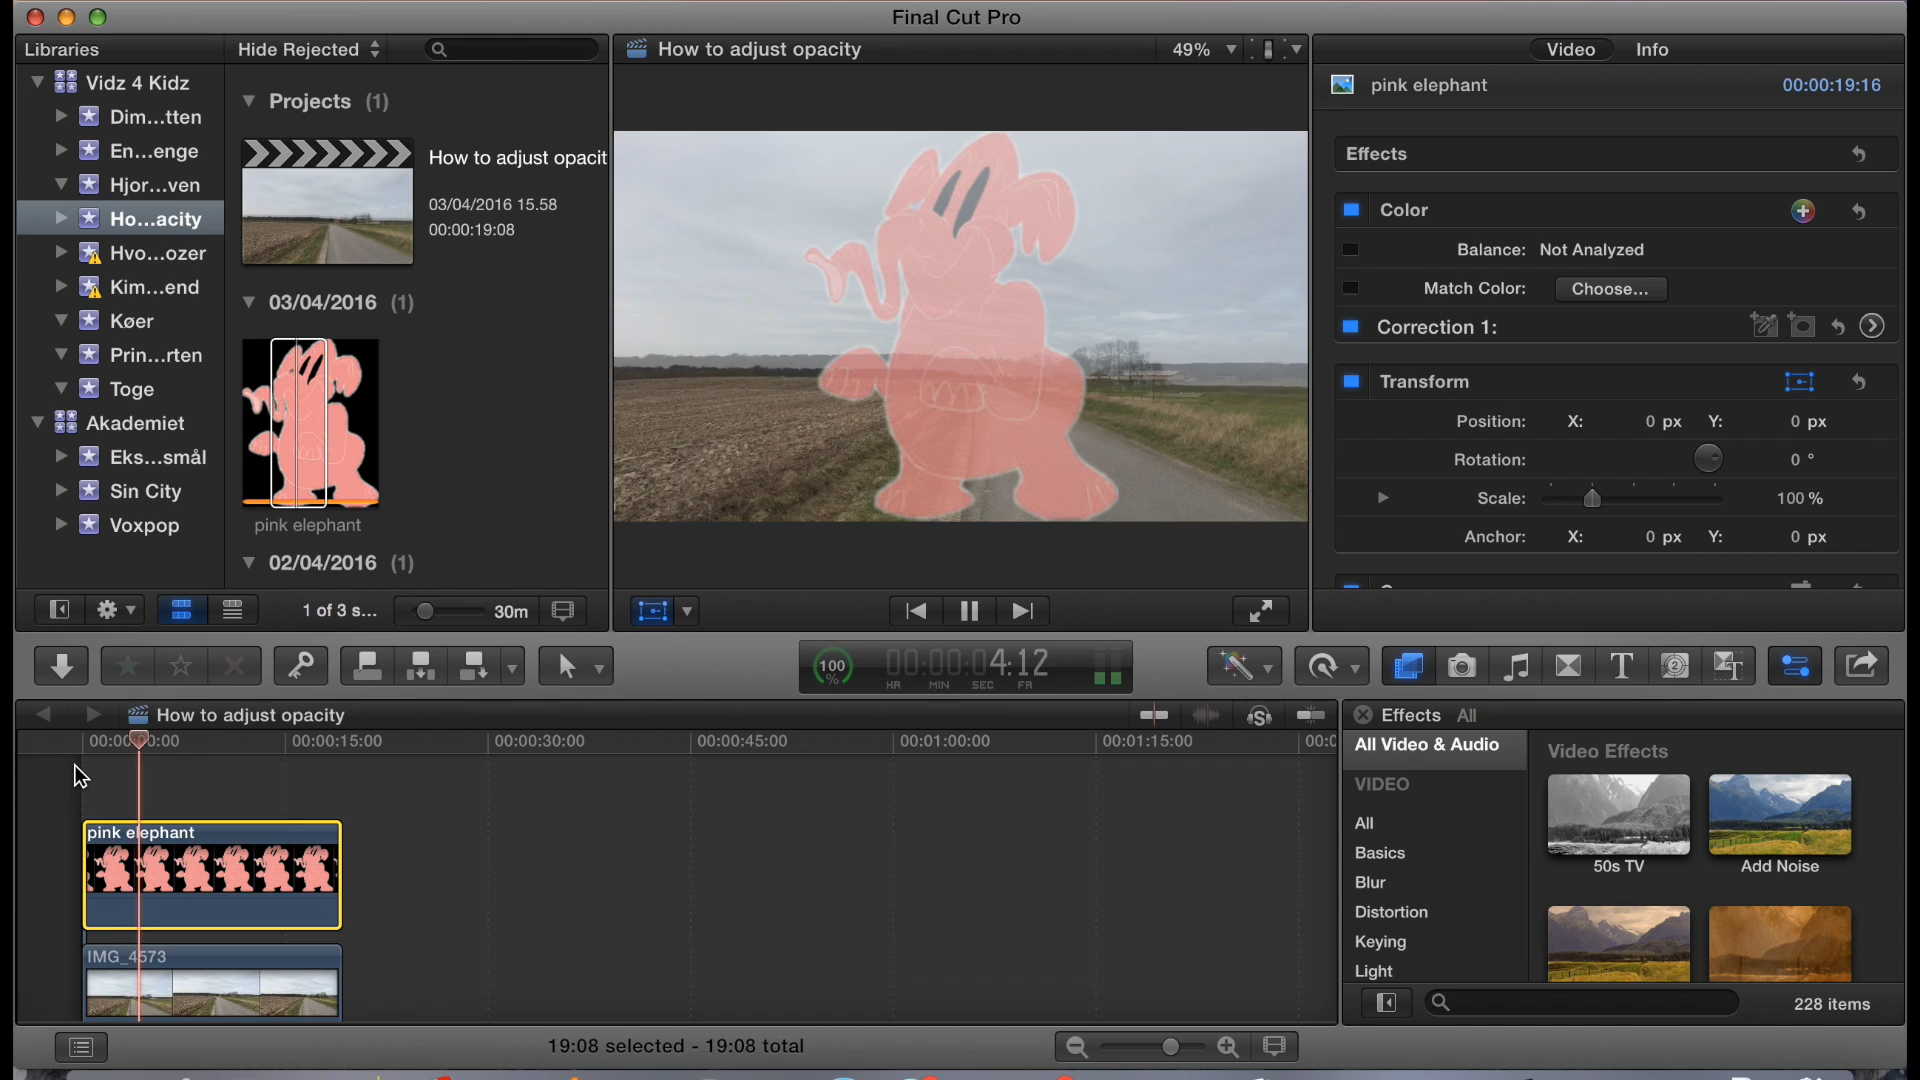 Final Cut Pro
Libraries
Hide Rejected
How to adjust opacity
49%
Video
Info
Vidz 4 Kidz
Dim...tten
En...enge
Hjor...ven
Ho...acity
Hvo...ozer
Kim...end
Køer
Prin...rten
Toge
Akademiet
Eks...smål
Sin City
Voxpop
Projects (1)
How to adjust opacit
03/04/2016 15.58
00:00:19:08
03/04/2016 (1)
pink elephant
02/04/2016 (1)
1 of 3 s...
30m
pink elephant
00:00:19:16
Effects
Color
Balance: Not Analyzed
Match Color: Choose...
Correction 1:
Transform
Position: X: 0 px Y: 0 px
Rotation: 0 °
Scale: 100 %
Anchor: X: 0 px Y: 0 px
100 %
00:00:04:12
HR MIN SEC FR
How to adjust opacity
00:00:15:00
00:00:30:00
00:00:45:00
00:01:00:00
00:01:15:00
pink elephant
IMG_4573
Effects All
All Video & Audio
VIDEO
All
Basics
Blur
Distortion
Keying
Light
Video Effects
50s TV
Add Noise
228 items
19:08 selected - 19:08 total